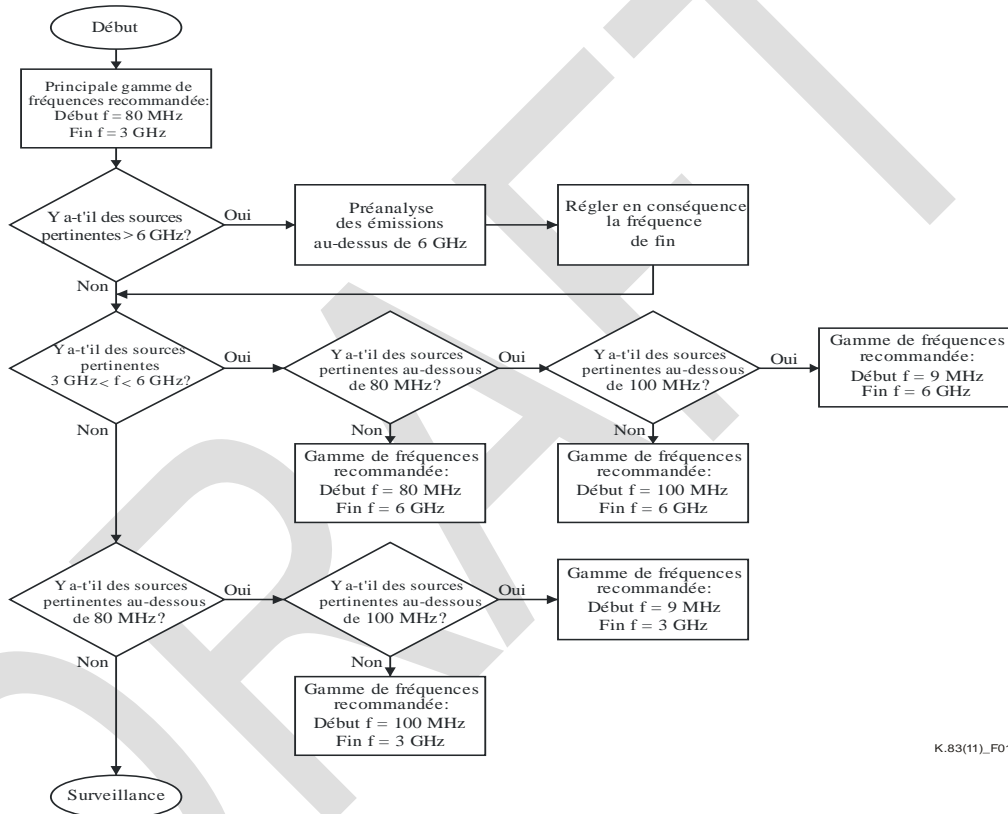 Début
Principale gamme de
fréquences recommandée:
Début f = 80 MHz
Fin f = 3 GHz
Y a-t'il des sources
pertinentes > 6 GHz?
Oui
Non
Préanalyse
des émissions
au-dessus de 6 GHz
Régler en conséquence
la fréquence
de fin
Y a-t'il des sources
pertinentes
3 GHz < f < 6 GHz?
Oui
Non
Y a-t'il des sources
pertinentes au-dessous
de 80 MHz?
Oui
Non
Y a-t'il des sources
pertinentes au-dessous
de 100 MHz?
Oui
Non
Gamme de fréquences
recommandée:
Début f = 9 MHz
Fin f = 6 GHz
Gamme de fréquences
recommandée:
Début f = 80 MHz
Fin f = 6 GHz
Gamme de fréquences
recommandée:
Début f = 100 MHz
Fin f = 6 GHz
Y a-t'il des sources
pertinentes au-dessous
de 80 MHz?
Oui
Non
Y a-t'il des sources
pertinentes au-dessous
de 100 MHz?
Oui
Non
Gamme de fréquences
recommandée:
Début f = 9 MHz
Fin f = 3 GHz
Gamme de fréquences
recommandée:
Début f = 100 MHz
Fin f = 3 GHz
Surveillance
K.83(11)_F01
DRAFT